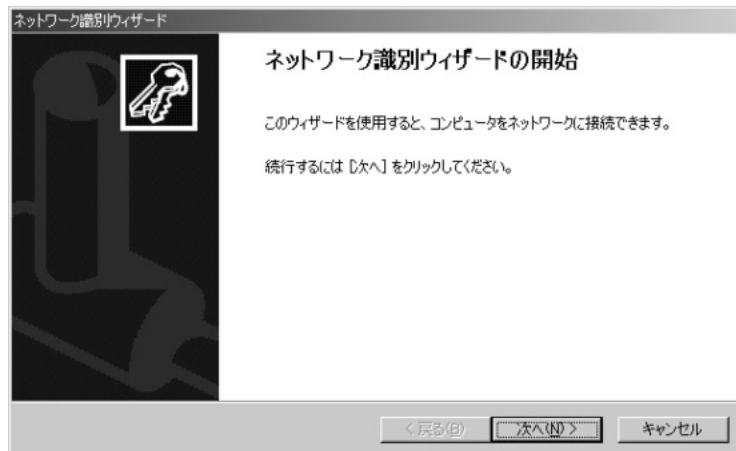 ネットワーク識別ウィザード
ネットワーク識別ウィザードの開始
このウィザードを使用すると、コンピュータをネットワークに接続できます。
続行するには [次へ] をクリックしてください。
< 戻る(B)
次へ(N) >
キャンセル